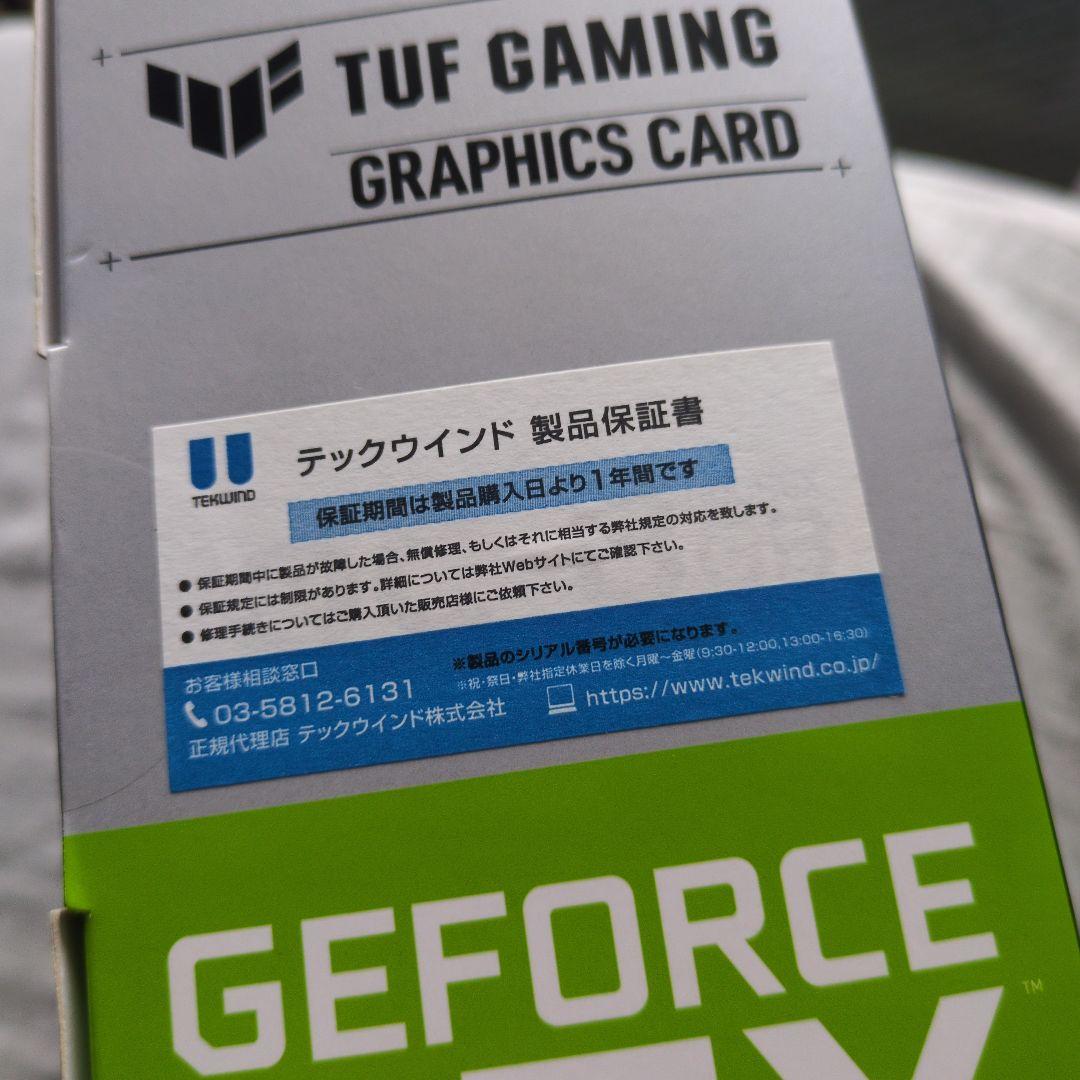 TUF GAMING
GRAPHICS CARD
TEKWIND
テックウインド 製品保証書
保証期間は製品購入日より1年間です
● 保証期間中に製品が故障した場合、無償修理、もしくはそれに相当する弊社規定の対応を致します。
● 保証規定には制限があります。詳細については弊社Webサイトにてご確認下さい。
● 修理手続きについてはご購入頂いた販売店様にご依頼下さい。
※製品のシリアル番号が必要になります。
お客様相談窓口
※祝・祭日・弊社指定休業日を除く月曜〜金曜(9:30-12:00,13:00-16:30)
03-5812-6131
https://www.tekwind.co.jp/
正規代理店 テックウインド株式会社
GEFORCE
TM